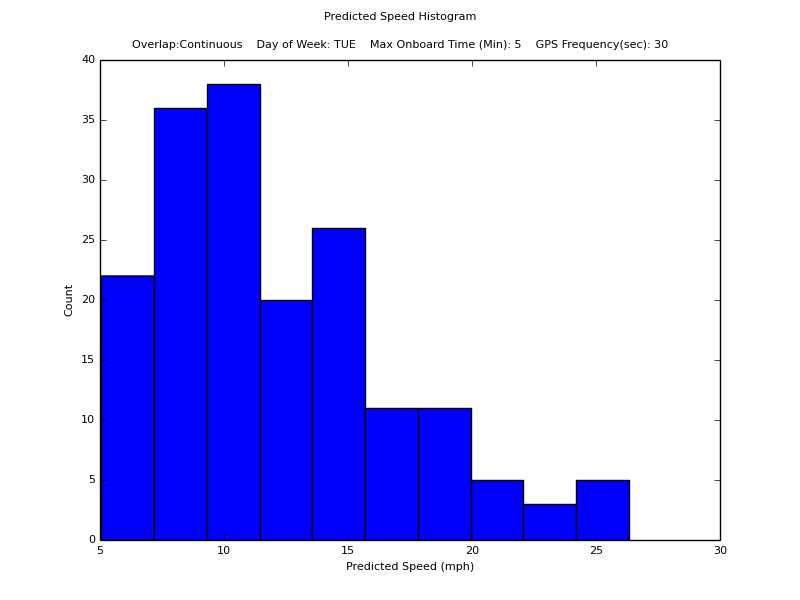 Predicted Speed Histogram
Overlap:Continuous    Day of Week: TUE    Max Onboard Time (Min): 5    GPS Frequency(sec): 30
40
35
30
25
20
15
10
5
0
Count
5 10 15 20 25 30
Predicted Speed (mph)